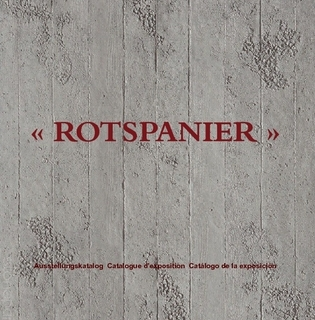 « ROTSPANIER »
Ausstellungskatalog Catalogue d'exposition Catálogo de la exposición